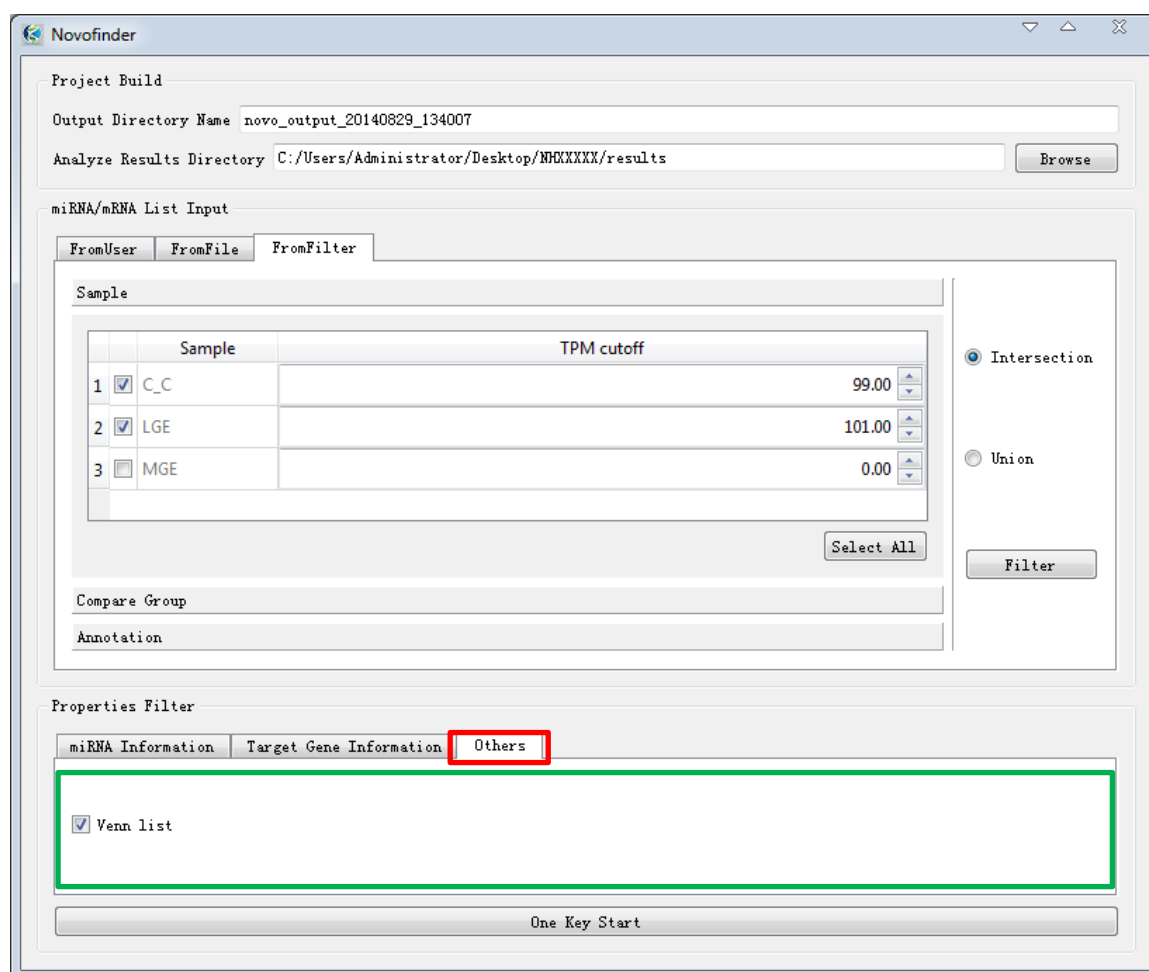 Novofinder
Project Build
Output Directory Name novo_output_20140829_134007
Analyze Results Directory C:/Users/Administrator/Desktop/NHXXXXX/results Browse
miRNA/mRNA List Input
FromUser FromFile FromFilter
Sample
Sample TPM cutoff
1 C_C 99.00
2 LGE 101.00
3 MGE 0.00
Intersection
Union
Select All
Filter
Compare Group
Annotation
Properties Filter
miRNA Information Target Gene Information Others
Venn list
One Key Start